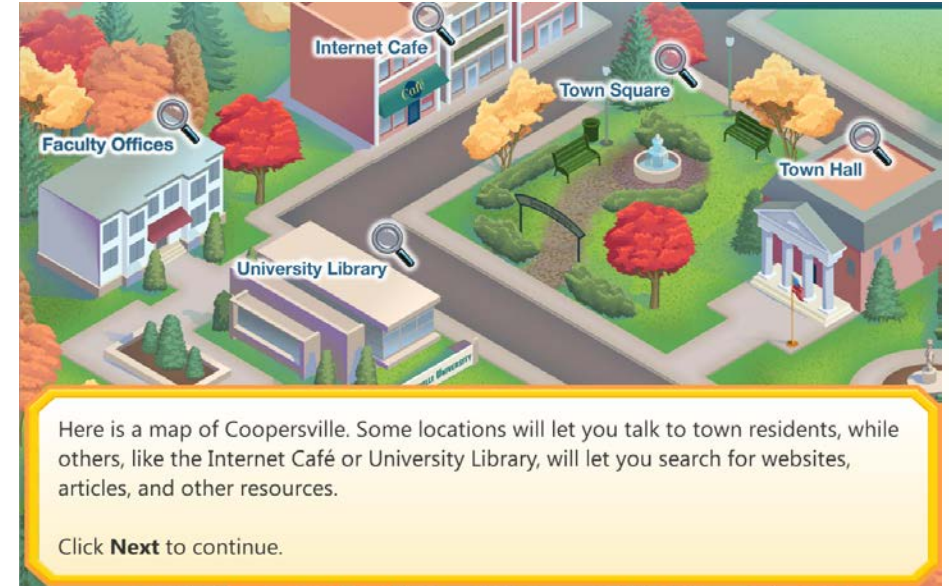 Internet Cafe
Cafe
Town Square
Faculty Offices
Town Hall
University Library
University
Here is a map of Coopersville. Some locations will let you talk to town residents, while
others, like the Internet Café or University Library, will let you search for websites,
articles, and other resources.
Click Next to continue.